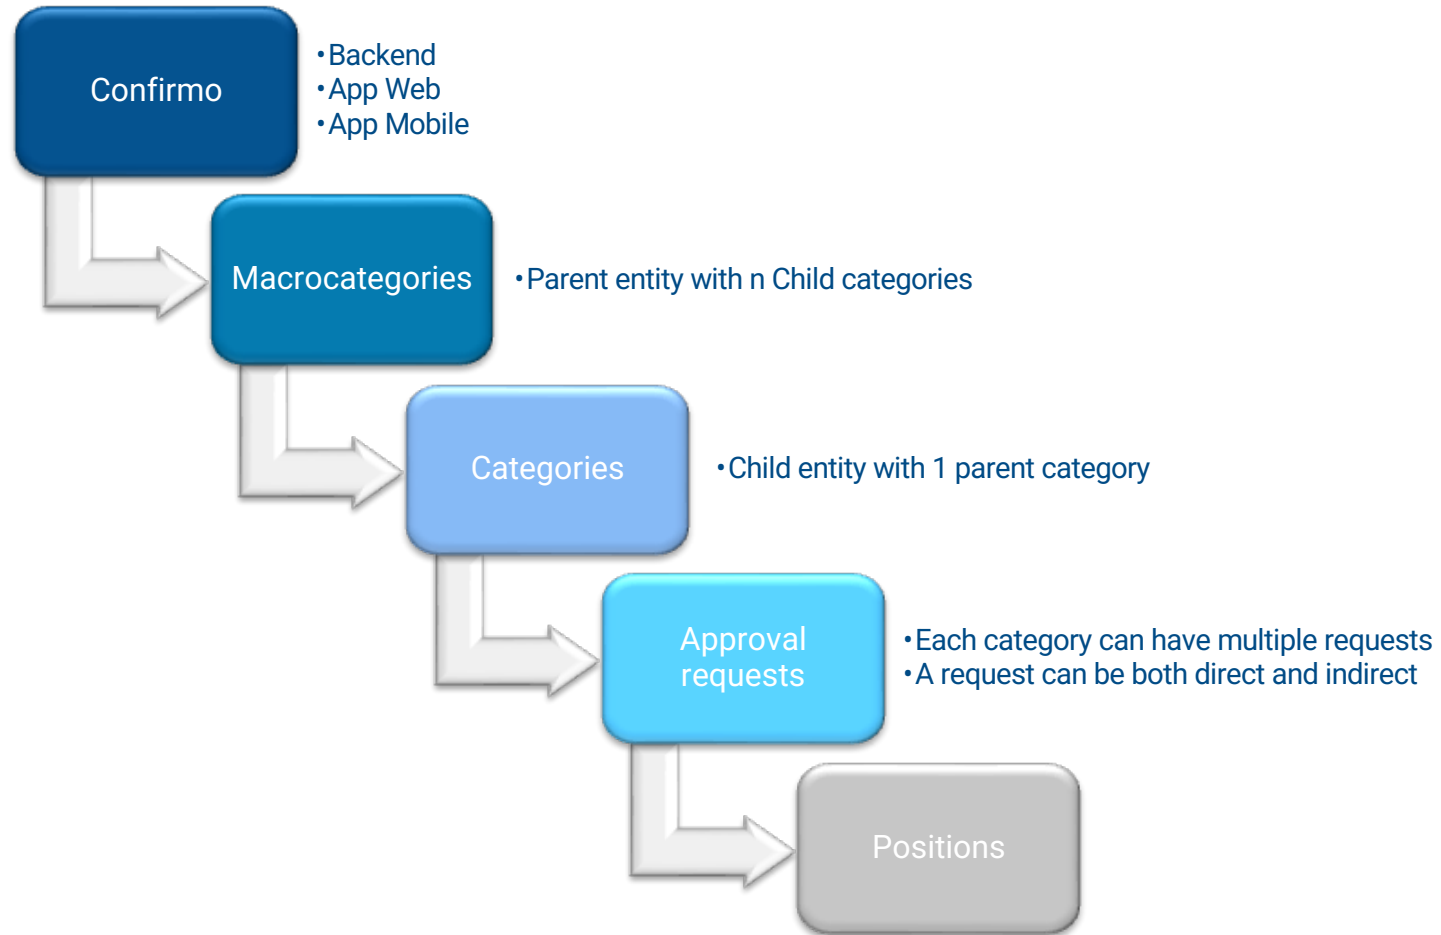 Confirmo
•Backend
•App Web
•App Mobile
Macrocategories
•Parent entity with n Child categories
Categories
•Child entity with 1 parent category
Approval
requests
•Each category can have multiple requests
•A request can be both direct and indirect
Positions